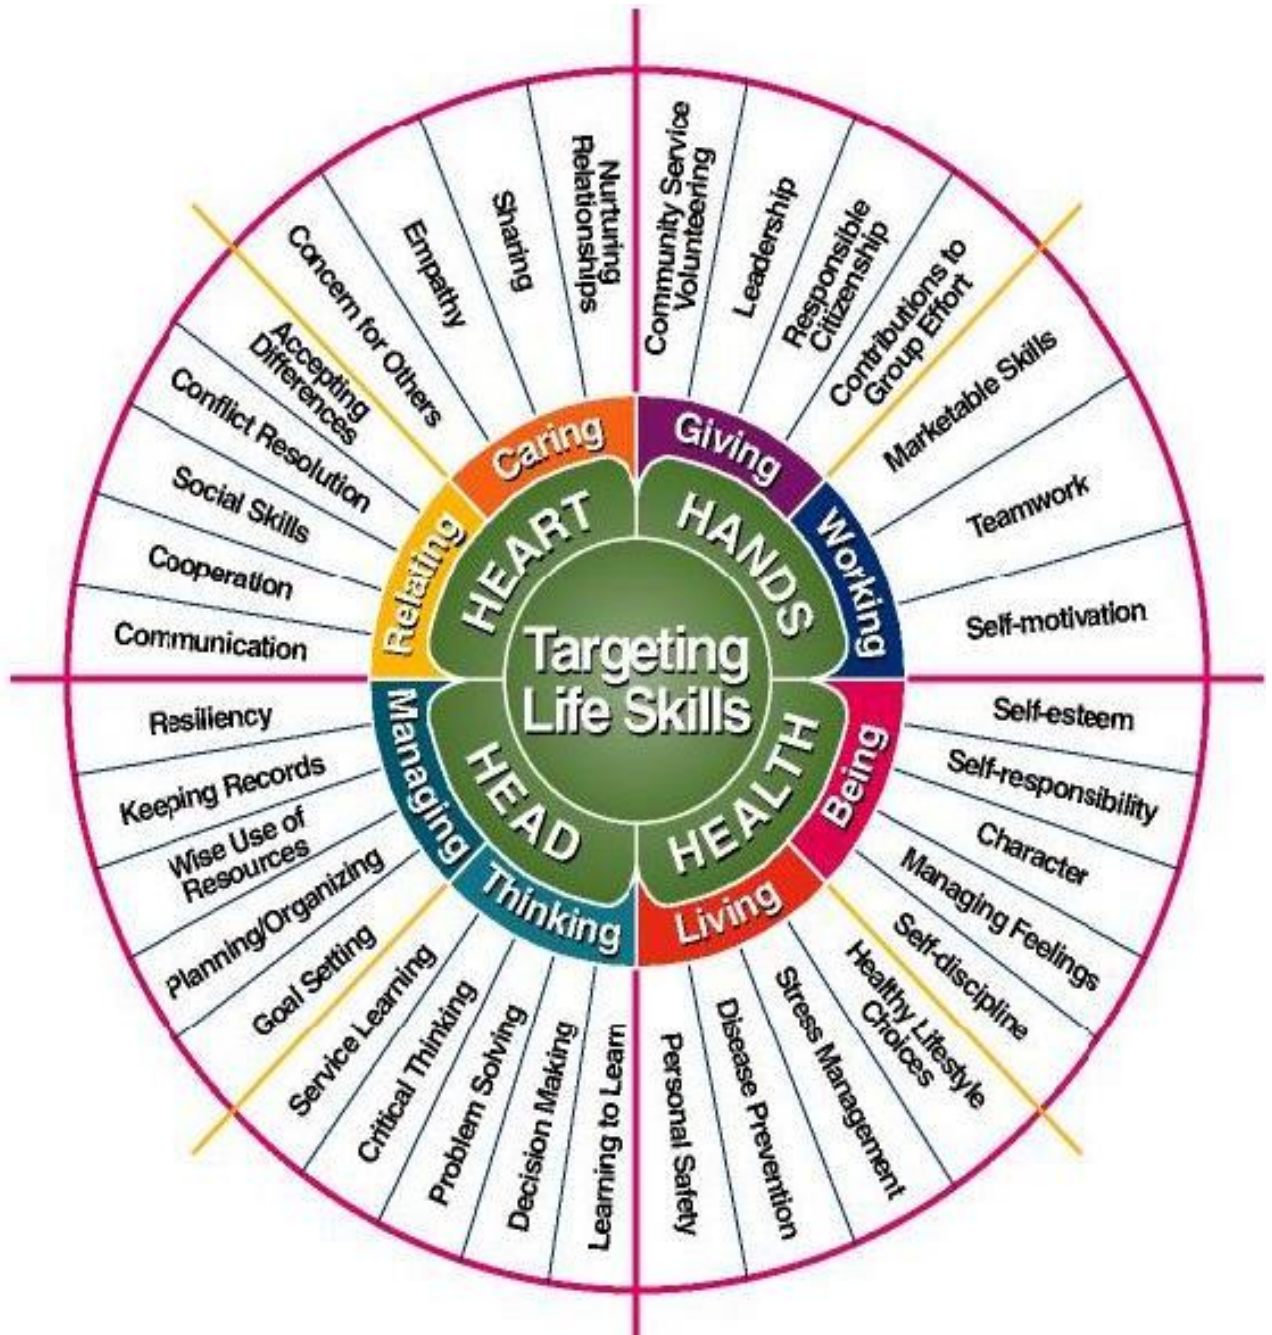 Targeting
Life Skills
HEART
HANDS
HEALTH
HEAD
Caring
Giving
Working
Being
Living
Thinking
Managing
Relating
Nurturing
Relationships
Sharing
Empathy
Concern for Others
Community Service
Volunteering
Leadership
Responsible
Citizenship
Contributions to
Group Effort
Marketable Skills
Teamwork
Self-motivation
Self-esteem
Self-responsibility
Character
Managing Feelings
Self-discipline
Healthy Lifestyle
Choices
Stress Management
Disease Prevention
Personal Safety
Learning to Learn
Decision Making
Problem Solving
Critical Thinking
Service Learning
Goal Setting
Planning/Organizing
Wise Use of
Resources
Keeping Records
Resiliency
Communication
Cooperation
Social Skills
Conflict Resolution
Accepting
Differences